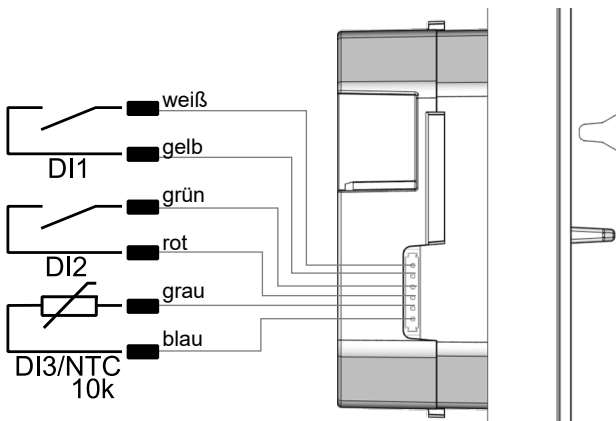 weiß
gelb
DI1
grün
rot
DI2
grau
blau
DI3/NTC
10k